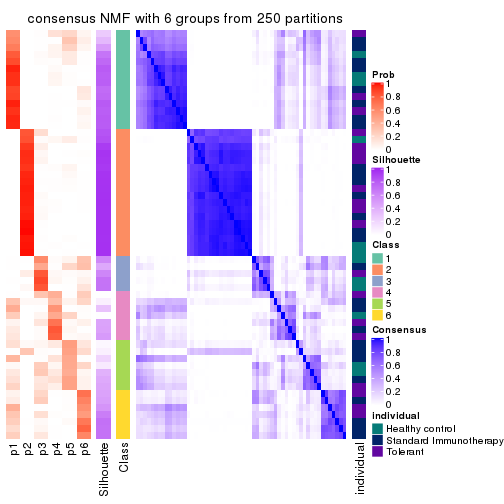 consensus NMF with 6 groups from 250 partitions
p1
p2
p3
p4
p5
p6
Silhouette
Class
individual
Prob
1
0.8
0.6
0.4
0.2
0
Silhouette
1
0.8
0.6
0.4
0.2
0
Class
1
2
3
4
5
6
Consensus
1
0.8
0.6
0.4
0.2
0
individual
Healthy control
Standard Immunotherapy
Tolerant